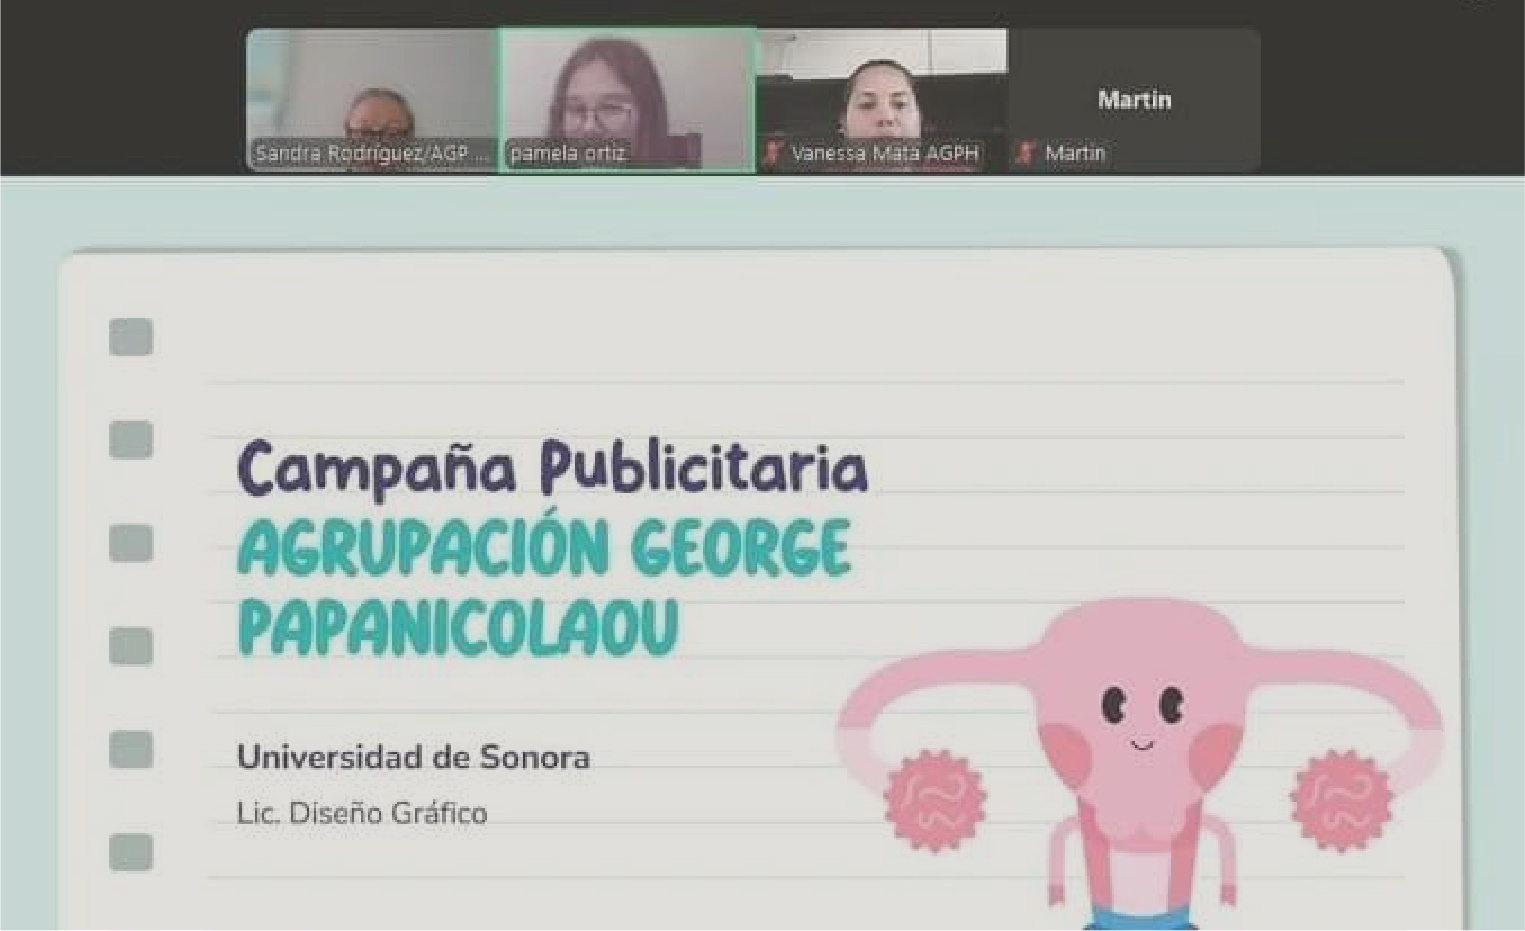 Martin
Sandra Rodríguez/AGP ...
pamela ortiz
Vanessa Mata AGPH
Martin
Campaña Publicitaria
AGRUPACIÓN GEORGE
PAPANICOLAOU
Universidad de Sonora
Lic. Diseño Gráfico